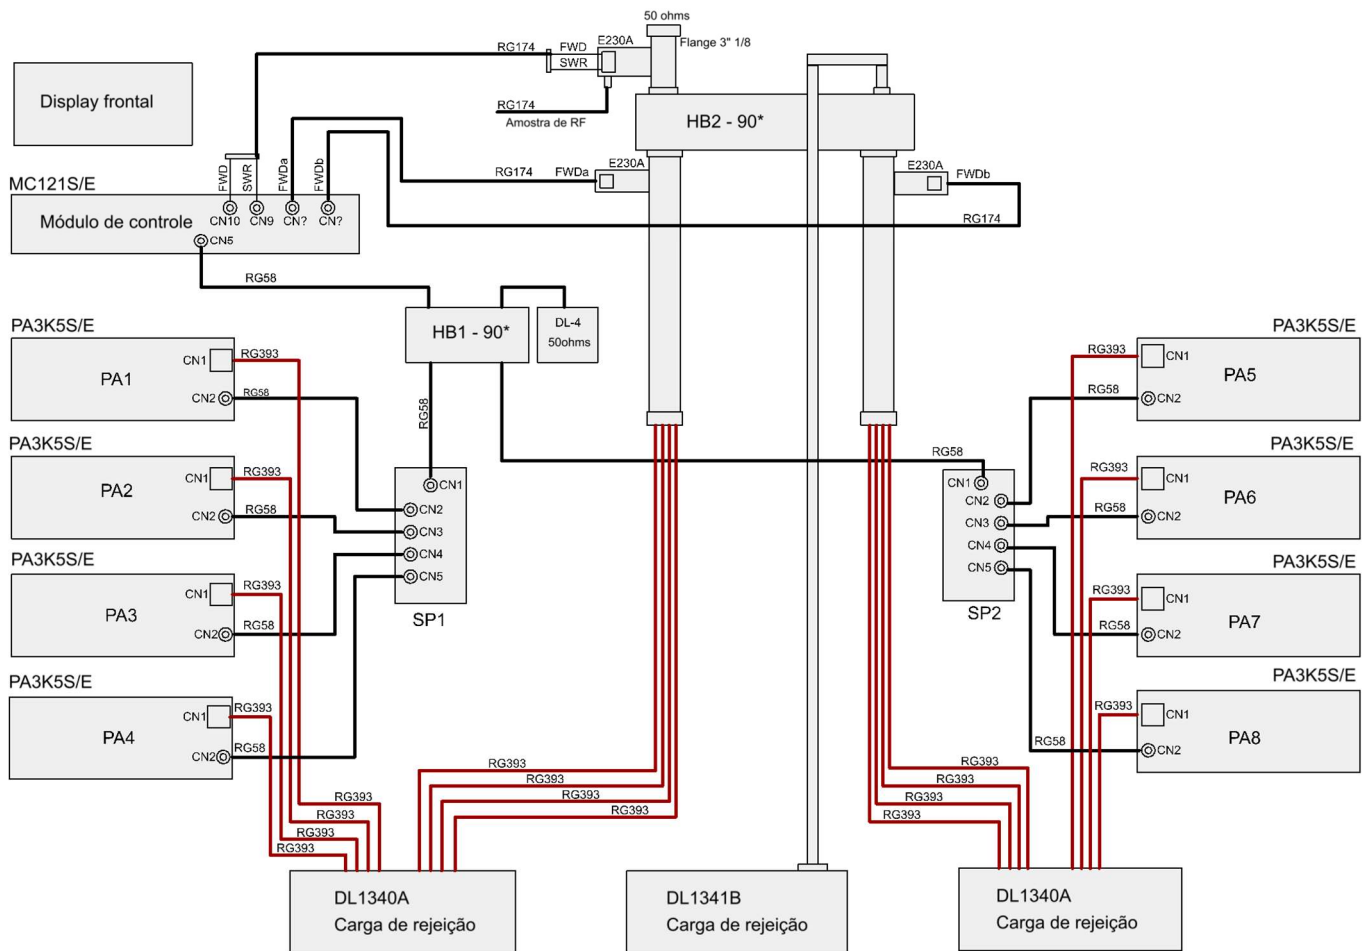 50 ohms
Flange 3" 1/8
E230A
RG174
FWD
SWR
RG174
Amostra de RF
Display frontal
HB2 - 90*
MC121S/E
Módulo de controle
FWD
SWR
FWDa
FWDb
CN10
CN9
CN?
CN?
CN5
RG174
FWDa
E230A
E230A
FWDb
RG174
RG58
HB1 - 90*
DL-4
50ohms
RG58
RG58
PA3K5S/E
PA1
CN1
RG393
CN2
RG58
PA3K5S/E
PA2
CN1
RG393
CN2
RG58
PA3K5S/E
PA3
CN1
RG393
CN2
RG58
PA3K5S/E
PA4
CN1
RG393
CN2
RG58
CN1
CN2
CN3
CN4
CN5
SP1
CN1
CN2
CN3
CN4
CN5
SP2
PA3K5S/E
RG393
CN1
PA5
RG58
CN2
PA3K5S/E
RG393
CN1
PA6
RG58
CN2
PA3K5S/E
RG393
CN1
PA7
RG58
CN2
PA3K5S/E
RG393
CN1
PA8
RG58
CN2
RG393
RG393
RG393
RG393
RG393
RG393
RG393
RG393
RG393
RG393
RG393
RG393
DL1340A
Carga de rejeição
DL1341B
Carga de rejeição
DL1340A
Carga de rejeição